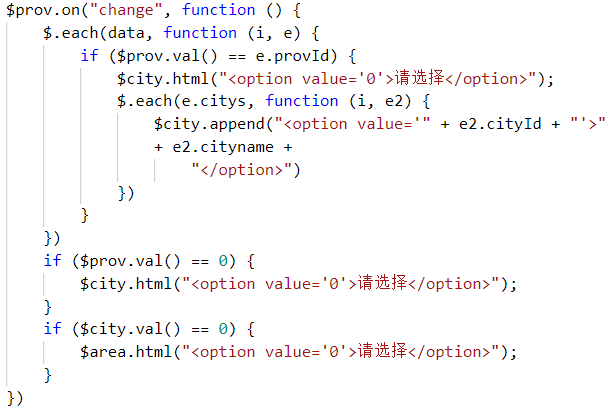 $prov.on("change", function () {
    $.each(data, function (i, e) {
        if ($prov.val() == e.provId) {
            $city.html("<option value='0'>请选择</option>");
            $.each(e.citys, function (i, e2) {
                $city.append("<option value='" + e2.cityId + "'>"
                + e2.cityname +
                    "</option>")
            })
        }
    })
    if ($prov.val() == 0) {
        $city.html("<option value='0'>请选择</option>");
    }
    if ($city.val() == 0) {
        $area.html("<option value='0'>请选择</option>");
    }
})